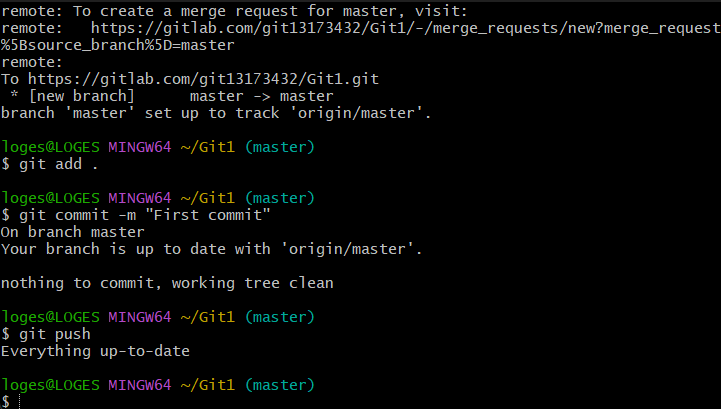 remote: To create a merge request for master, visit:
remote:   https://gitlab.com/git13173432/Git1/-/merge_requests/new?merge_request
%5Bsource_branch%5D=master
remote:
To https://gitlab.com/git13173432/Git1.git
 * [new branch]      master -> master
branch 'master' set up to track 'origin/master'.

loges@LOGES MINGW64 ~/Git1 (master)
$ git add .

loges@LOGES MINGW64 ~/Git1 (master)
$ git commit -m "First commit"
On branch master
Your branch is up to date with 'origin/master'.

nothing to commit, working tree clean

loges@LOGES MINGW64 ~/Git1 (master)
$ git push
Everything up-to-date

loges@LOGES MINGW64 ~/Git1 (master)
$